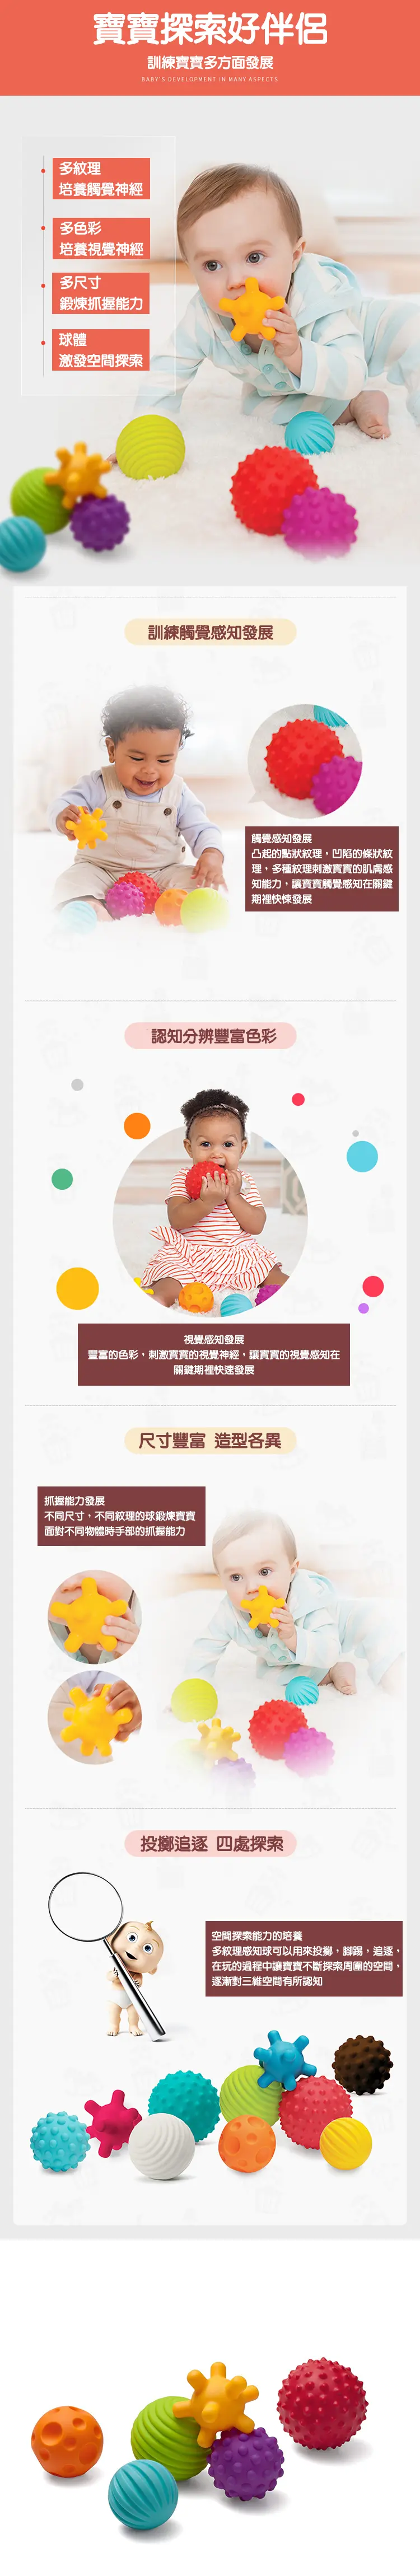 寶寶探索好伴侶
訓練寶寶多方面發展
BABY'S DEVELOPMENT IN MANY ASPECTS
多紋理
培養觸覺神經
多色彩
培養視覺神經
多尺寸
鍛煉抓握能力
球體
激發空間探索
訓練觸覺感知發展
觸覺感知發展
凸起的點狀紋理，凹陷的條狀紋
理，多種紋理刺激寶寶的肌膚感
知能力，讓寶寶觸覺感知在關鍵
期裡快悚發展
認知分辨豐富色彩
視覺感知發展
豐富的色彩，刺激寶寶的視覺神經，讓寶寶的視覺感知在
關鍵期裡快速發展
尺寸豐富 造型各異
抓握能力發展
不同尺寸，不同紋理的球鍛煉寶寶
面對不同物體時手部的抓握能力
投擲追逐 四處探索
空間探索能力的培養
多紋理感知球可以用來投擲，腳踢，追逐，
在玩的過程中讓寶寶不斷探索周圍的空間，
逐漸對三維空間有所認知